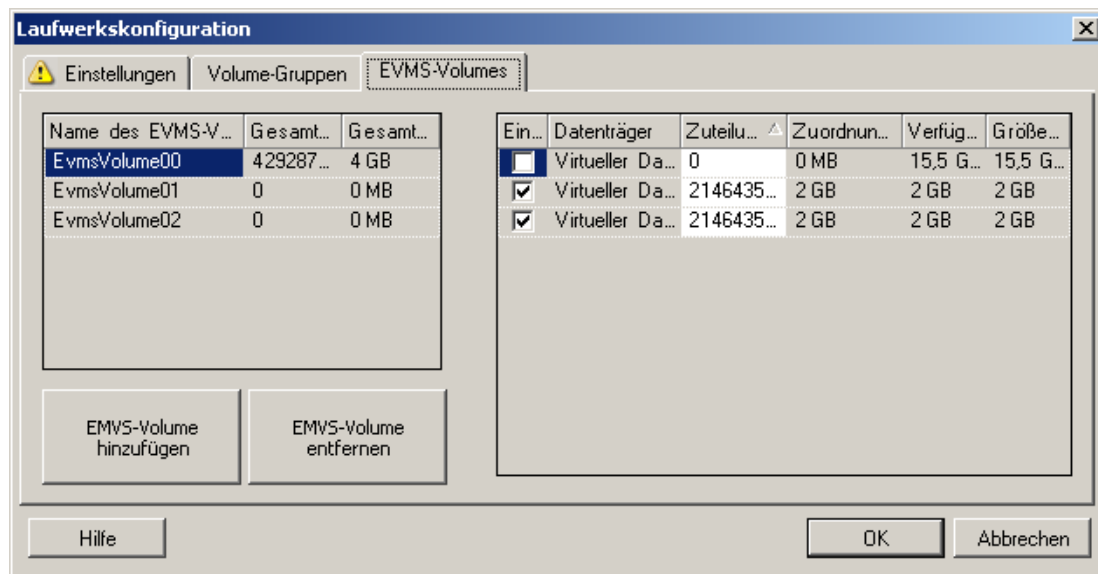 Laufwerkskonfiguration
Einstellungen Volume-Gruppen EVMS-Volumes
Name des EVMS-V... Gesamt... Gesamt...
EvmsVolume00 429287... 4 GB
EvmsVolume01 0 0 MB
EvmsVolume02 0 0 MB
EMVS-Volume
hinzufügen
EMVS-Volume
entfernen
Ein... Datenträger Zuteilu... Zuordnun... Verfüg... Größe...
Virtueller Da... 0 0 MB 15,5 G... 15,5 G...
Virtueller Da... 2146435... 2 GB 2 GB 2 GB
Virtueller Da... 2146435... 2 GB 2 GB 2 GB
Hilfe OK Abbrechen